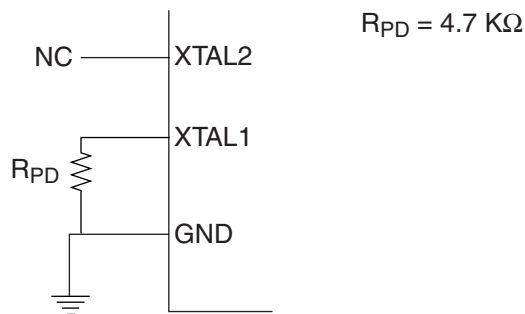 R_PD = 4.7 KΩ
NC
XTAL2
XTAL1
R_PD
GND